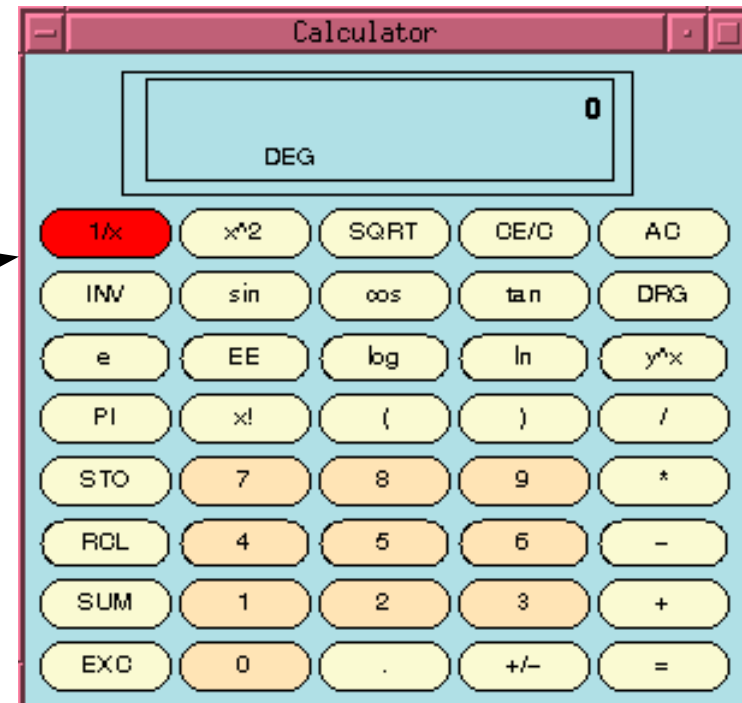 Calculator
0
DEG
1/x x^2 SQRT CE/C AC
INV sin cos tan DRG
e EE log ln y^x
PI x! ( ) /
STO 7 8 9 *
RCL 4 5 6 -
SUM 1 2 3 +
EXC 0 . +/- =